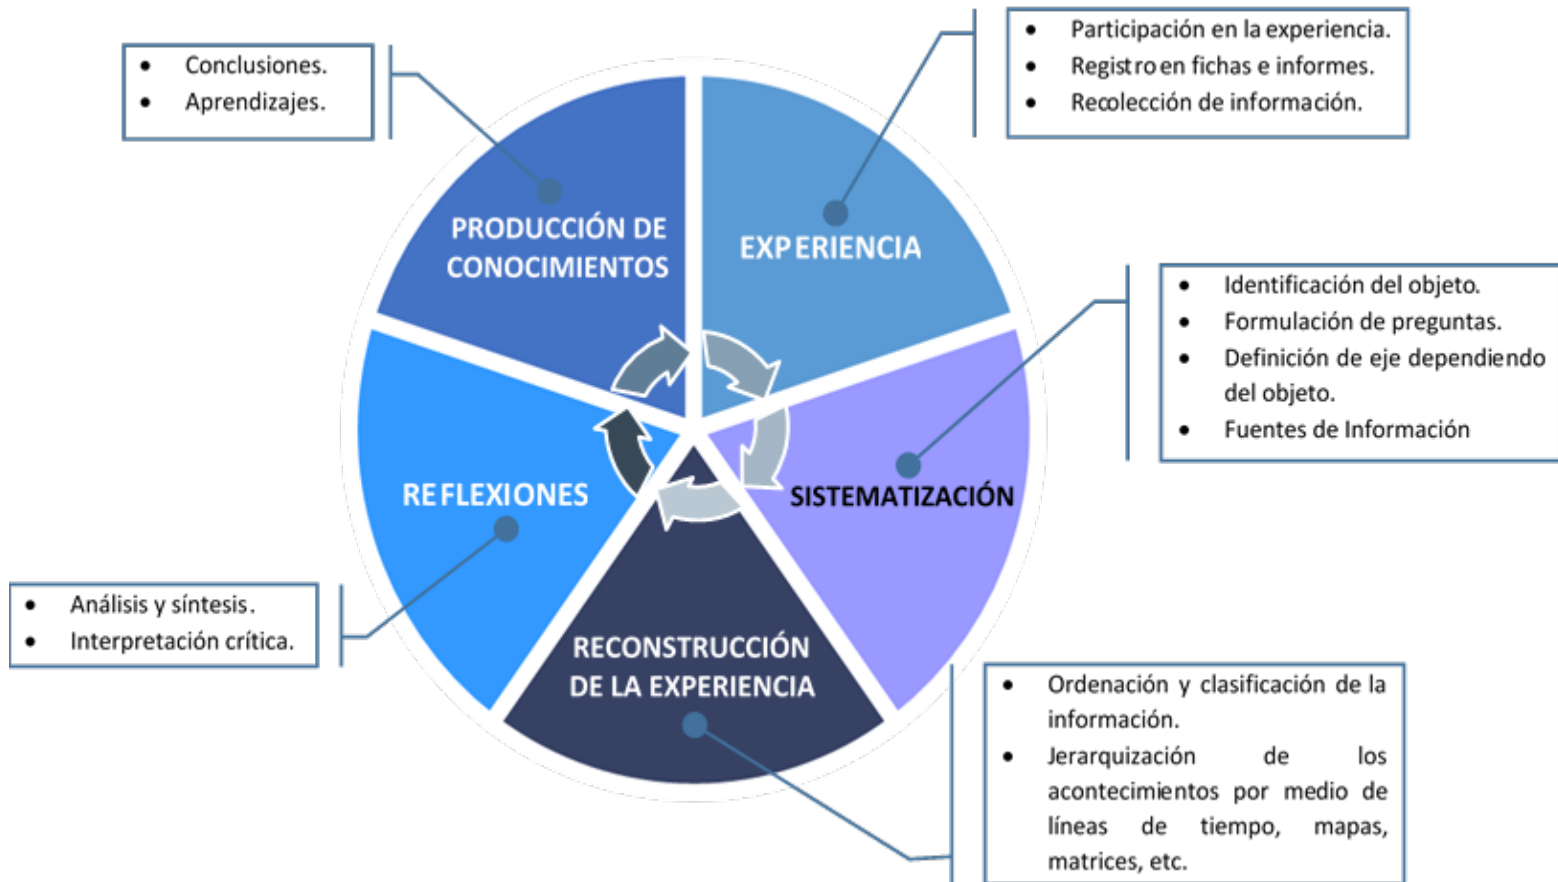 • Conclusiones.
• Aprendizajes.
• Participación en la experiencia.
• Registro en fichas e informes.
• Recolección de información.
PRODUCCIÓN DE
CONOCIMIENTOS
EXPERIENCIA
• Identificación del objeto.
• Formulación de preguntas.
• Definición de eje dependiendo
del objeto.
• Fuentes de Información
REFLEXIONES
SISTEMATIZACIÓN
• Análisis y síntesis.
• Interpretación crítica.
RECONSTRUCCIÓN
DE LA EXPERIENCIA
• Ordenación y clasificación de la
información.
• Jerarquización de los
acontecimientos por medio de
líneas de tiempo, mapas,
matrices, etc.